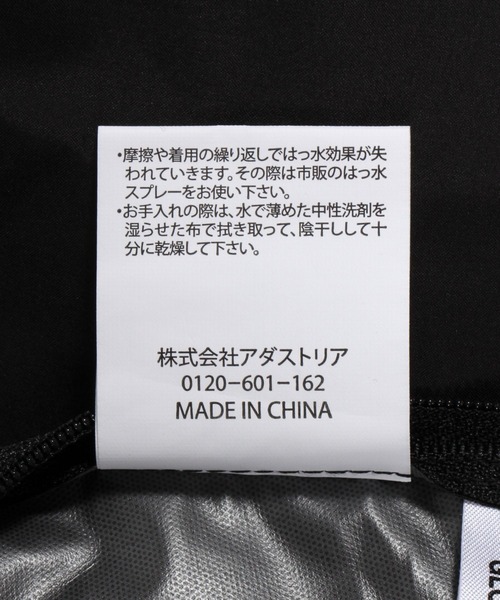 ・摩擦や着用の繰り返しではっ水効果が失
われていきます。その際は市販のはっ水
スプレーをお使い下さい。
・お手入れの際は、水で薄めた中性洗剤を
湿らせた布で拭き取って、陰干しして十
分に乾燥して下さい。
株式会社アダストリア
0120-601-162
MADE IN CHINA